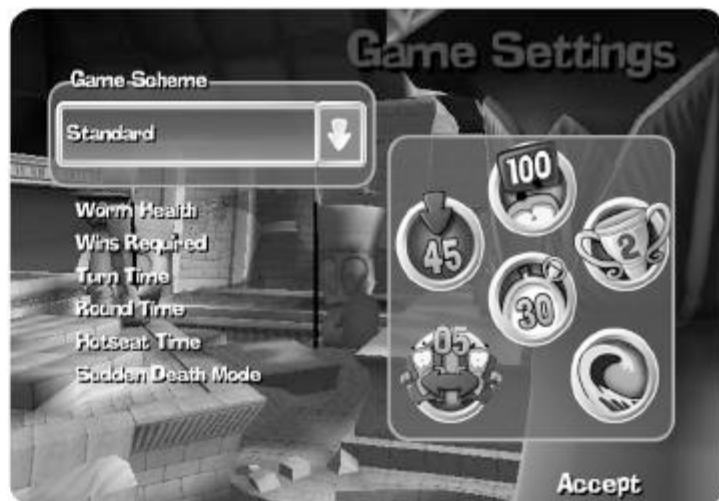 Game Settings
Game Scheme
Standard
Worm Health
Wins Required
Turn Time
Round Time
Hotseat Time
Sudden Death Mode
100
45
2
30
05
Accept